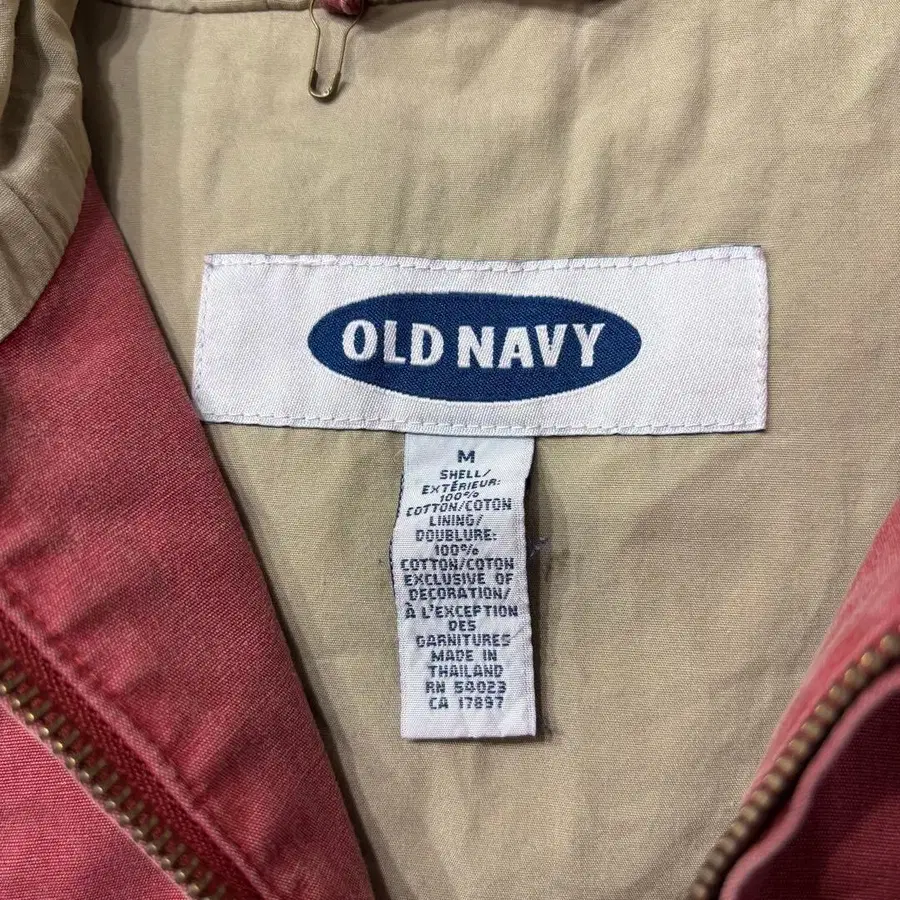 OLD NAVY
M
SHELL/
EXTÉRIEUR:
100%
COTTON/COTON
LINING/
DOUBLURE:
100%
COTTON/COTON
EXCLUSIVE OF
DECORATION/
À L'EXCEPTION
DES
GARNITURES
MADE IN
THAILAND
RN 54023
CA 17897